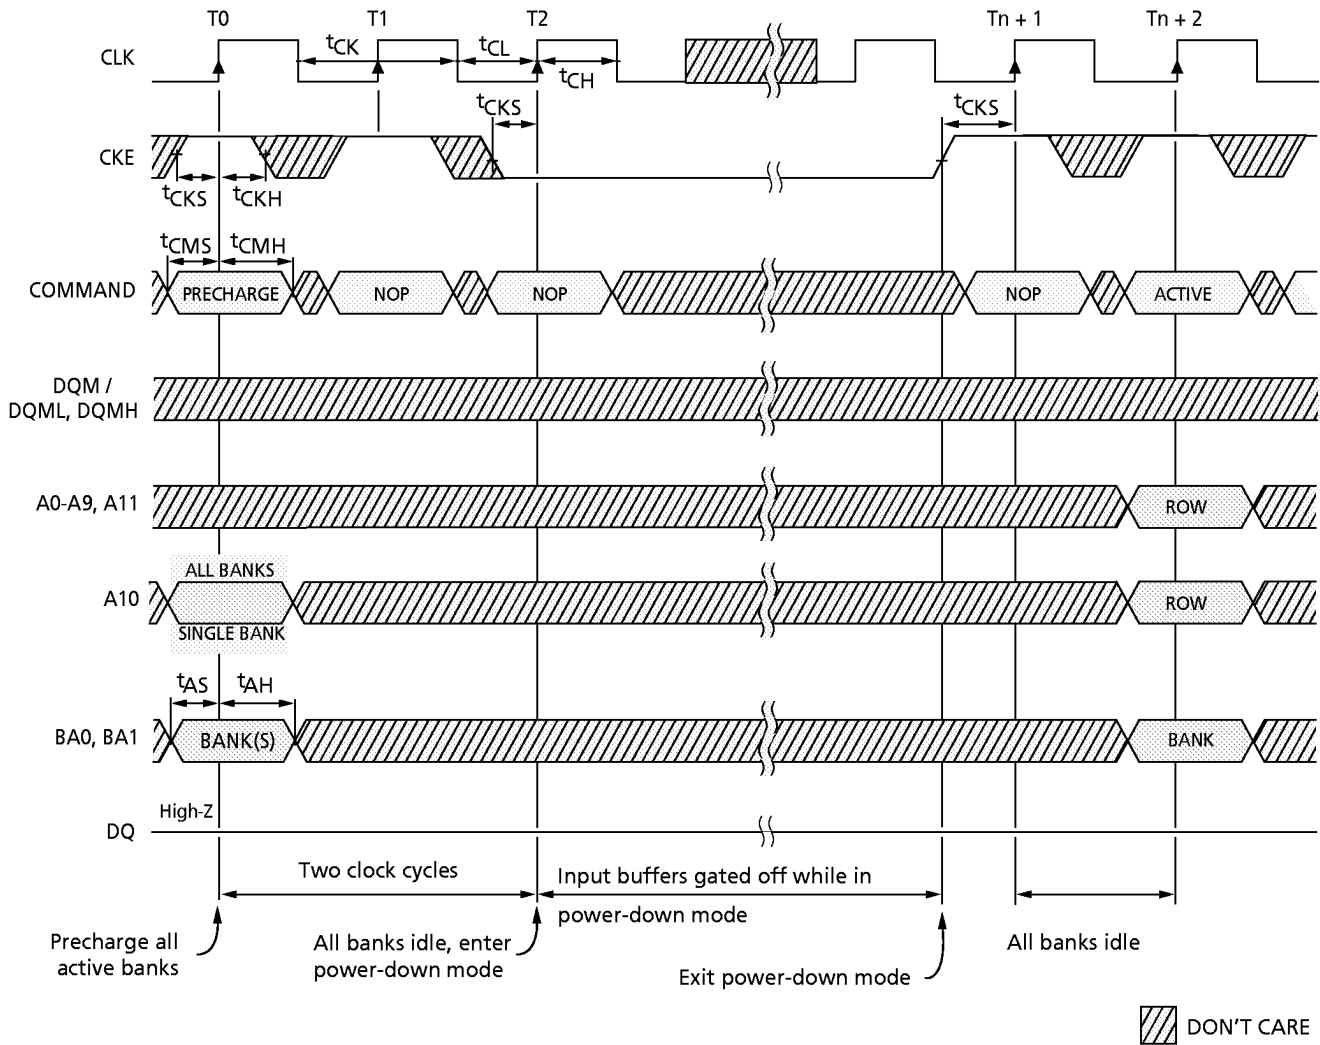 T0 T1 T2 Tn + 1 Tn + 2
CLK
tCK tCL tCH
tCKS tCKS
CKE
tCKS tCKH
tCMS tCMH
COMMAND PRECHARGE NOP NOP NOP ACTIVE
DQM /
DQML, DQMH
A0-A9, A11 ROW
ALL BANKS
A10 ROW
SINGLE BANK
tAS tAH
BA0, BA1 BANK(S) BANK
High-Z
DQ
Two clock cycles
Input buffers gated off while in
power-down mode
Precharge all
active banks
All banks idle, enter
power-down mode
Exit power-down mode
All banks idle
DON'T CARE